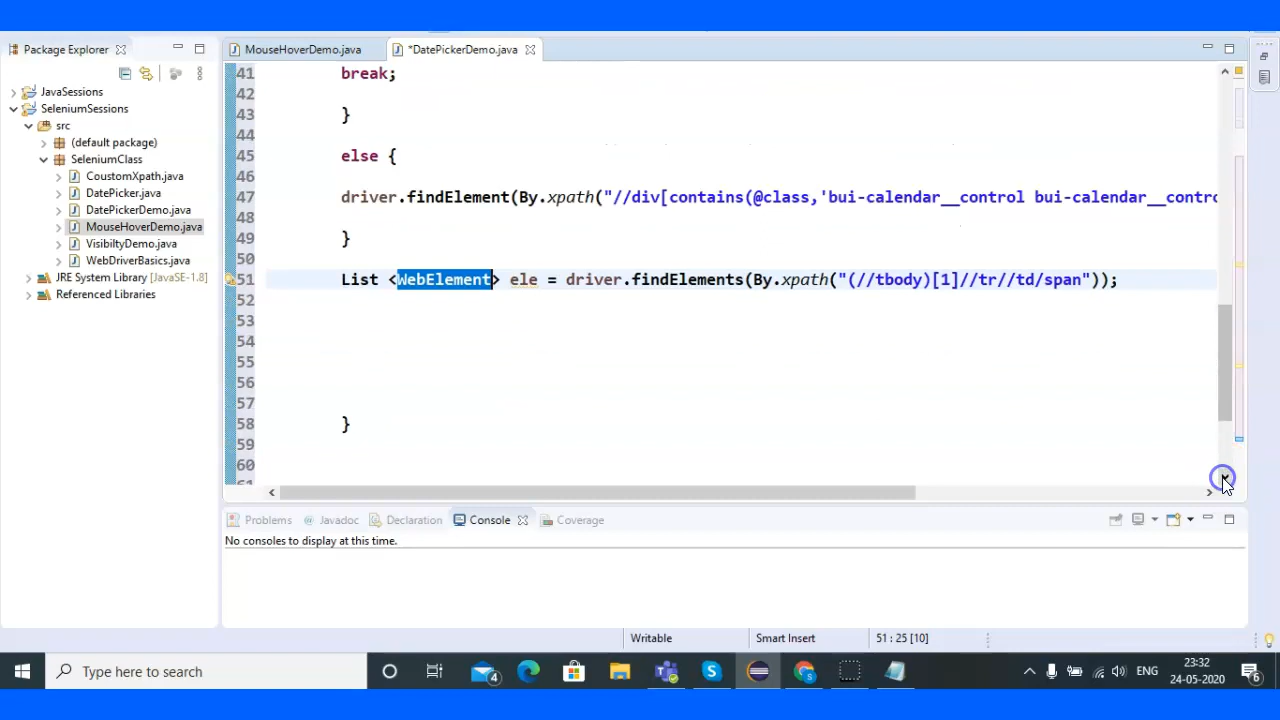 Package Explorer
MouseHoverDemo.java
*DatePickerDemo.java
JavaSessions
SeleniumSessions
src
(default package)
SeleniumClass
CoustomXpath.java
DatePicker.java
DatePickerDemo.java
MouseHoverDemo.java
VisibiltyDemo.java
WebDriverBasics.java
JRE System Library [JavaSE-1.8]
Referenced Libraries
41 break;
42
43 }
44
45 else {
46
47 driver.findElement(By.xpath("//div[contains(@class,'bui-calendar__control bui-calendar__contro
48
49 }
50
51 List <WebElement> ele = driver.findElements(By.xpath("(//tbody)[1]//tr//td/span"));
52
53
54
55
56
57
58 }
59
60
Problems Javadoc Declaration Console Coverage
No consoles to display at this time.
Writable Smart Insert 51 : 25 [10]
Type here to search
4
ENG
23:32
24-05-2020
6